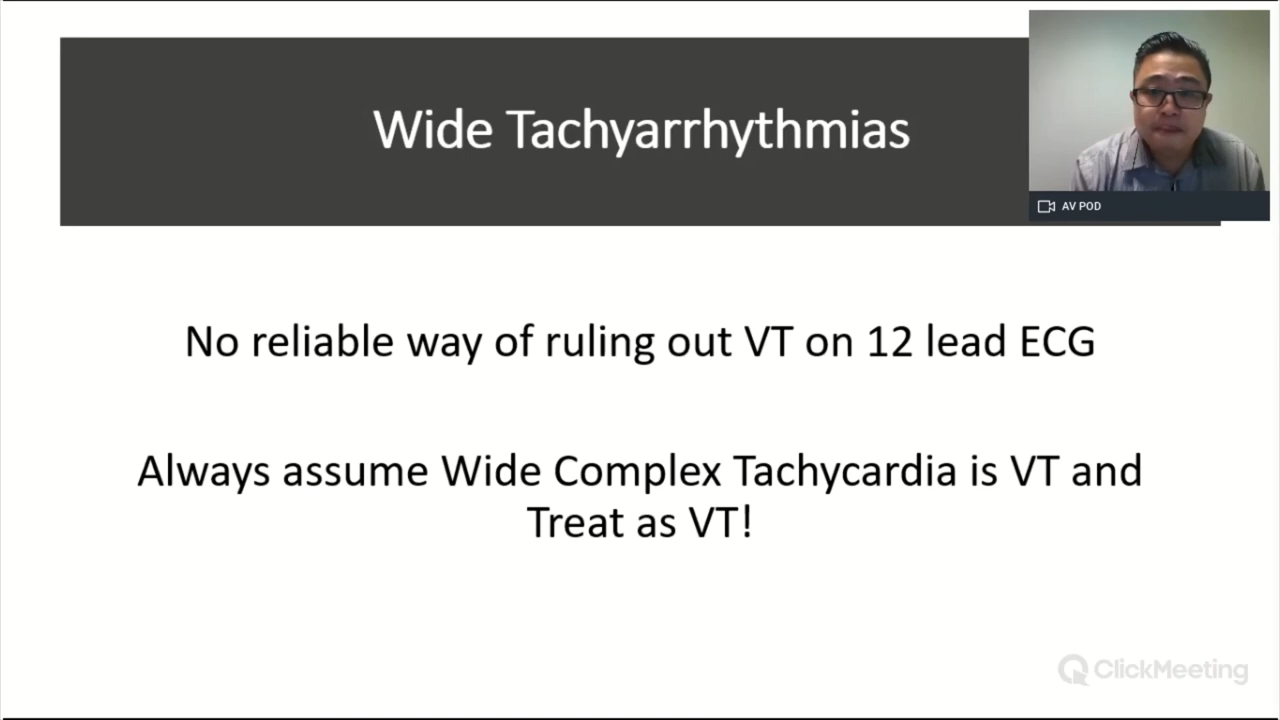 Wide Tachyarrhythmias
AV POD
No reliable way of ruling out VT on 12 lead ECG
Always assume Wide Complex Tachycardia is VT and
Treat as VT!
ClickMeeting